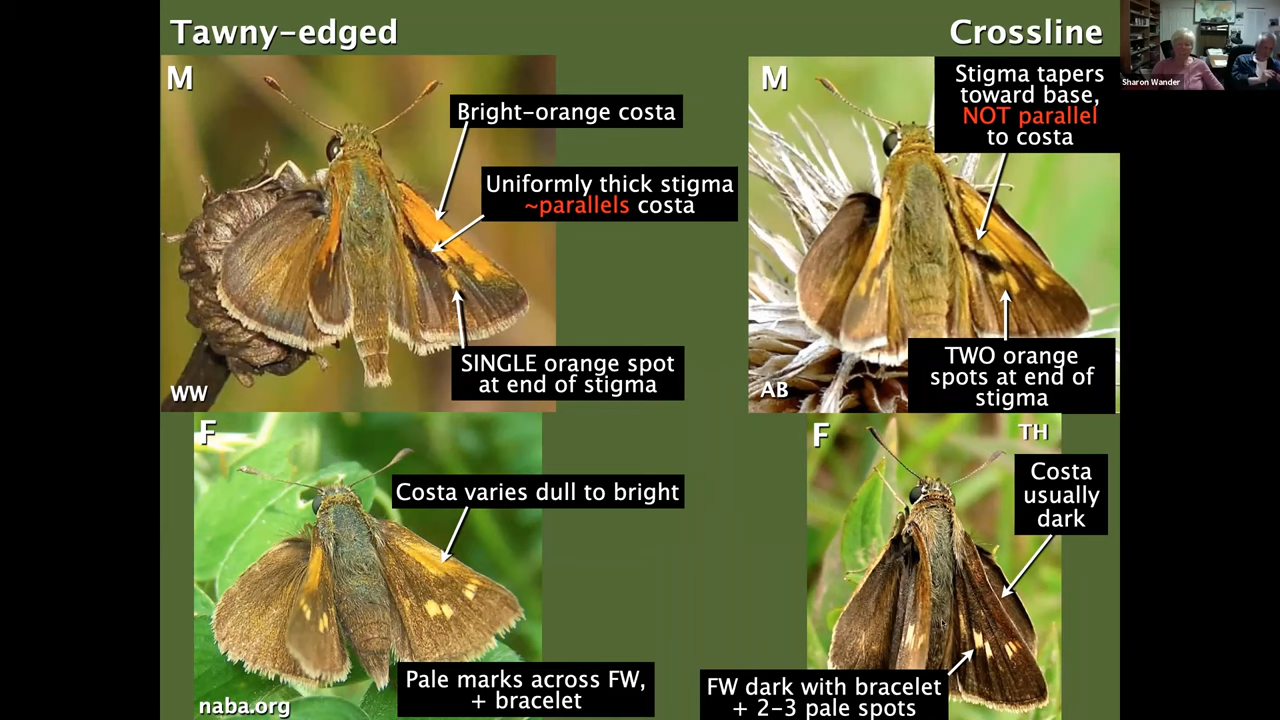 Tawny-edged
Crossline
Sharon Wander
M
Bright-orange costa
Uniformly thick stigma
~parallels costa
SINGLE orange spot
at end of stigma
WW
M
Stigma tapers
toward base,
NOT parallel
to costa
TWO orange
spots at end of
stigma
AB
F
Costa varies dull to bright
Pale marks across FW,
+ bracelet
naba.org
F
TH
Costa
usually
dark
FW dark with bracelet
+ 2-3 pale spots